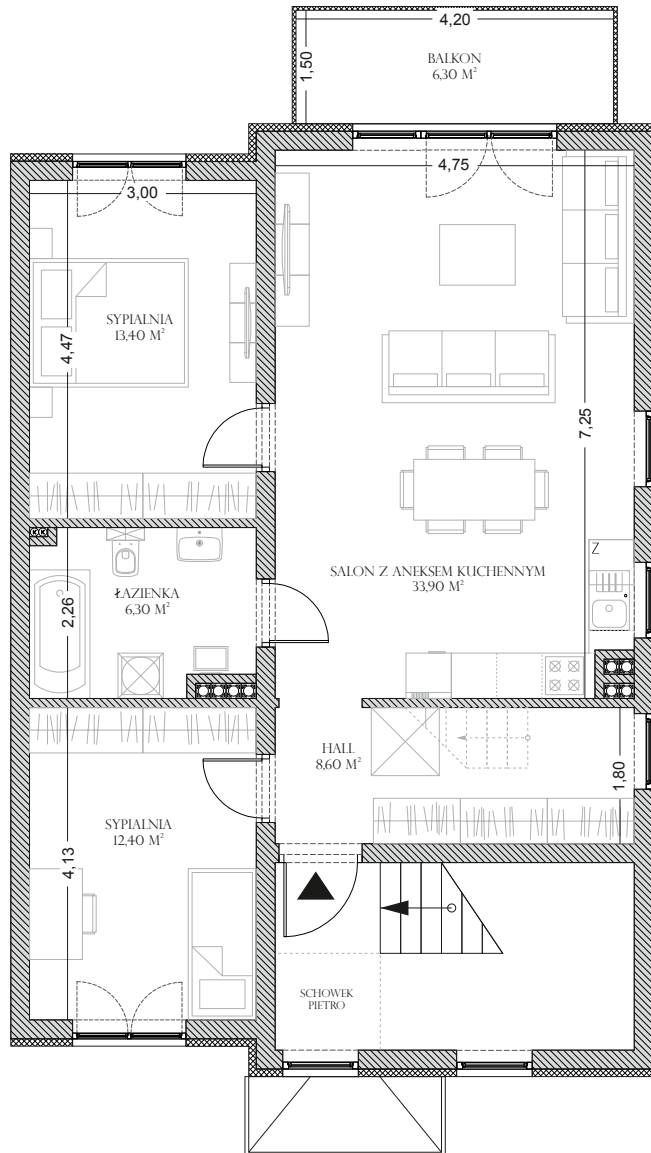 4,20
1,50
BALKON
6,30 M²
3,00
4,75
SYPIALNIA
13,40 M²
4,47
7,25
Z
SALON Z ANEKSEM KUCHENNYM
33,90 M²
ŁAZIENKA
6,30 M²
2,26
HALL
8,60 M²
1,80
SYPIALNIA
12,40 M²
4,13
SCHOWEK
PIETRO